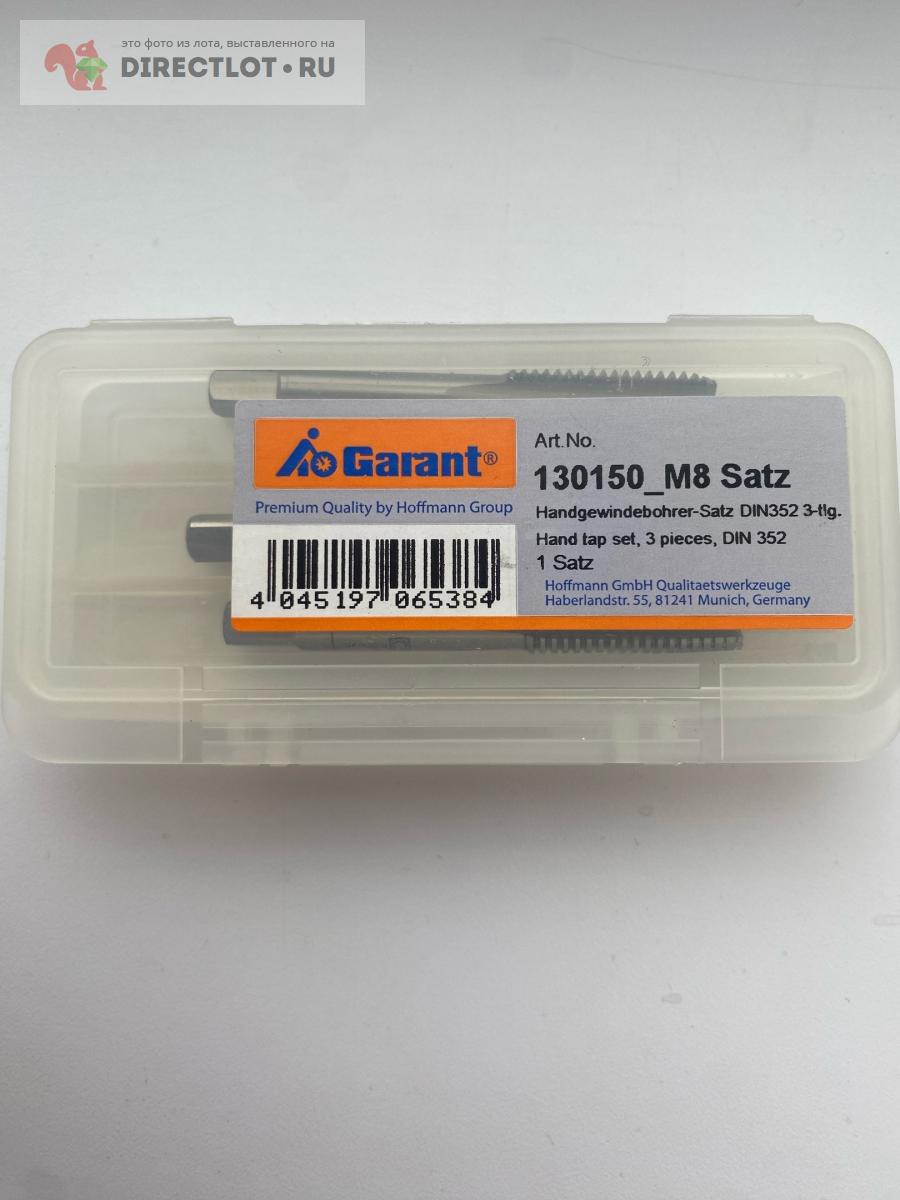 это фото из лота, выставленного на
DIRECTLOT.RU
Garant®
Premium Quality by Hoffmann Group
4 045197 065384
Art.No.
130150_M8 Satz
Handgewindebohrer-Satz DIN352 3-tlg.
Hand tap set, 3 pieces, DIN 352
1 Satz
Hoffmann GmbH Qualitaetswerkzeuge
Haberlandstr. 55, 81241 Munich, Germany